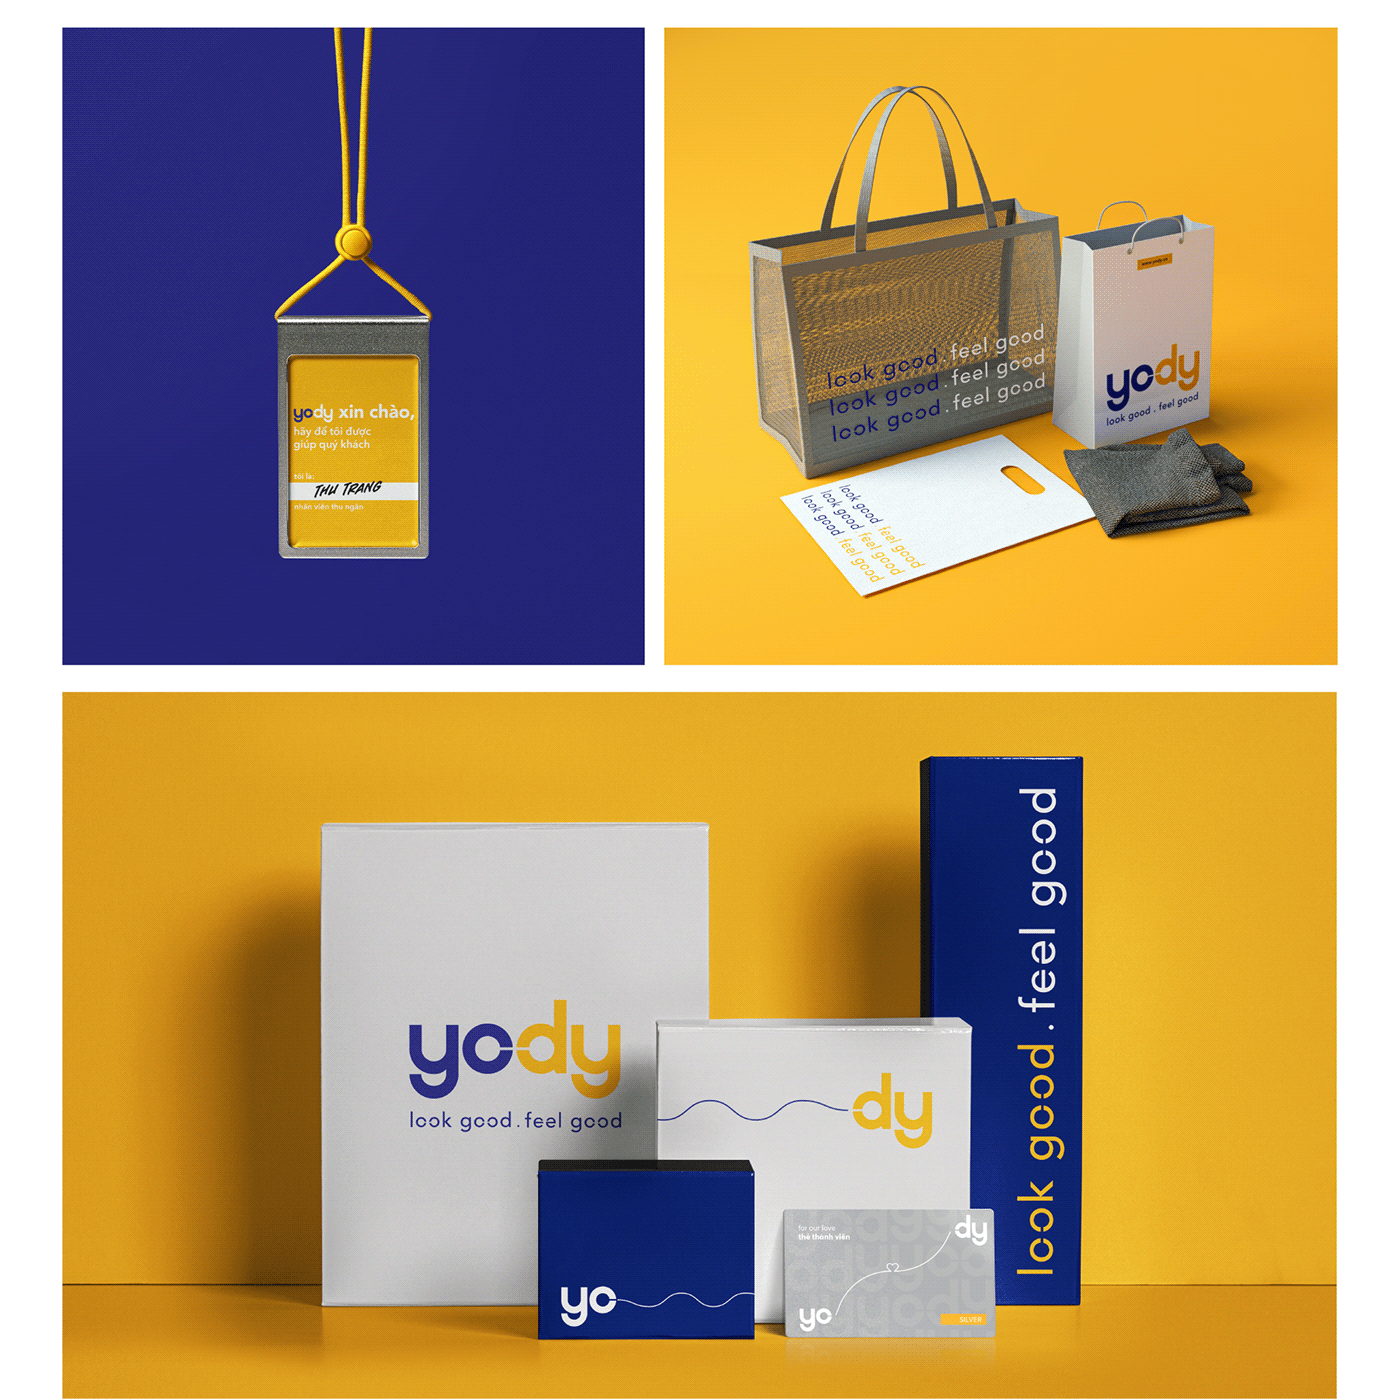 yody xin chào,
hãy để tôi được
giúp quý khách
tôi là:
THU TRANG
nhân viên thu ngân
look good . feel good
look good . feel good
look good . feel good
www.yody.vn
yody
look good . feel good
look good . feel good
look good . feel good
look good . feel good
yody
look good . feel good
dy
yo
look good . feel good
for our love
thẻ thành viên
dy
yo
SILVER